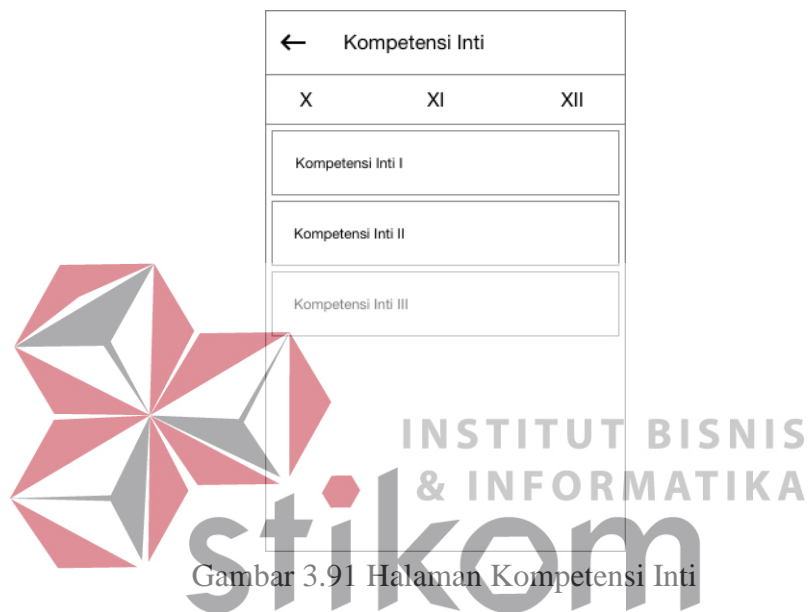 ← Kompetensi Inti
X XI XII
Kompetensi Inti I
Kompetensi Inti II
Kompetensi Inti III
INSTITUT BISNIS
& INFORMATIKA
stikom
Gambar 3.91 Halaman Kompetensi Inti